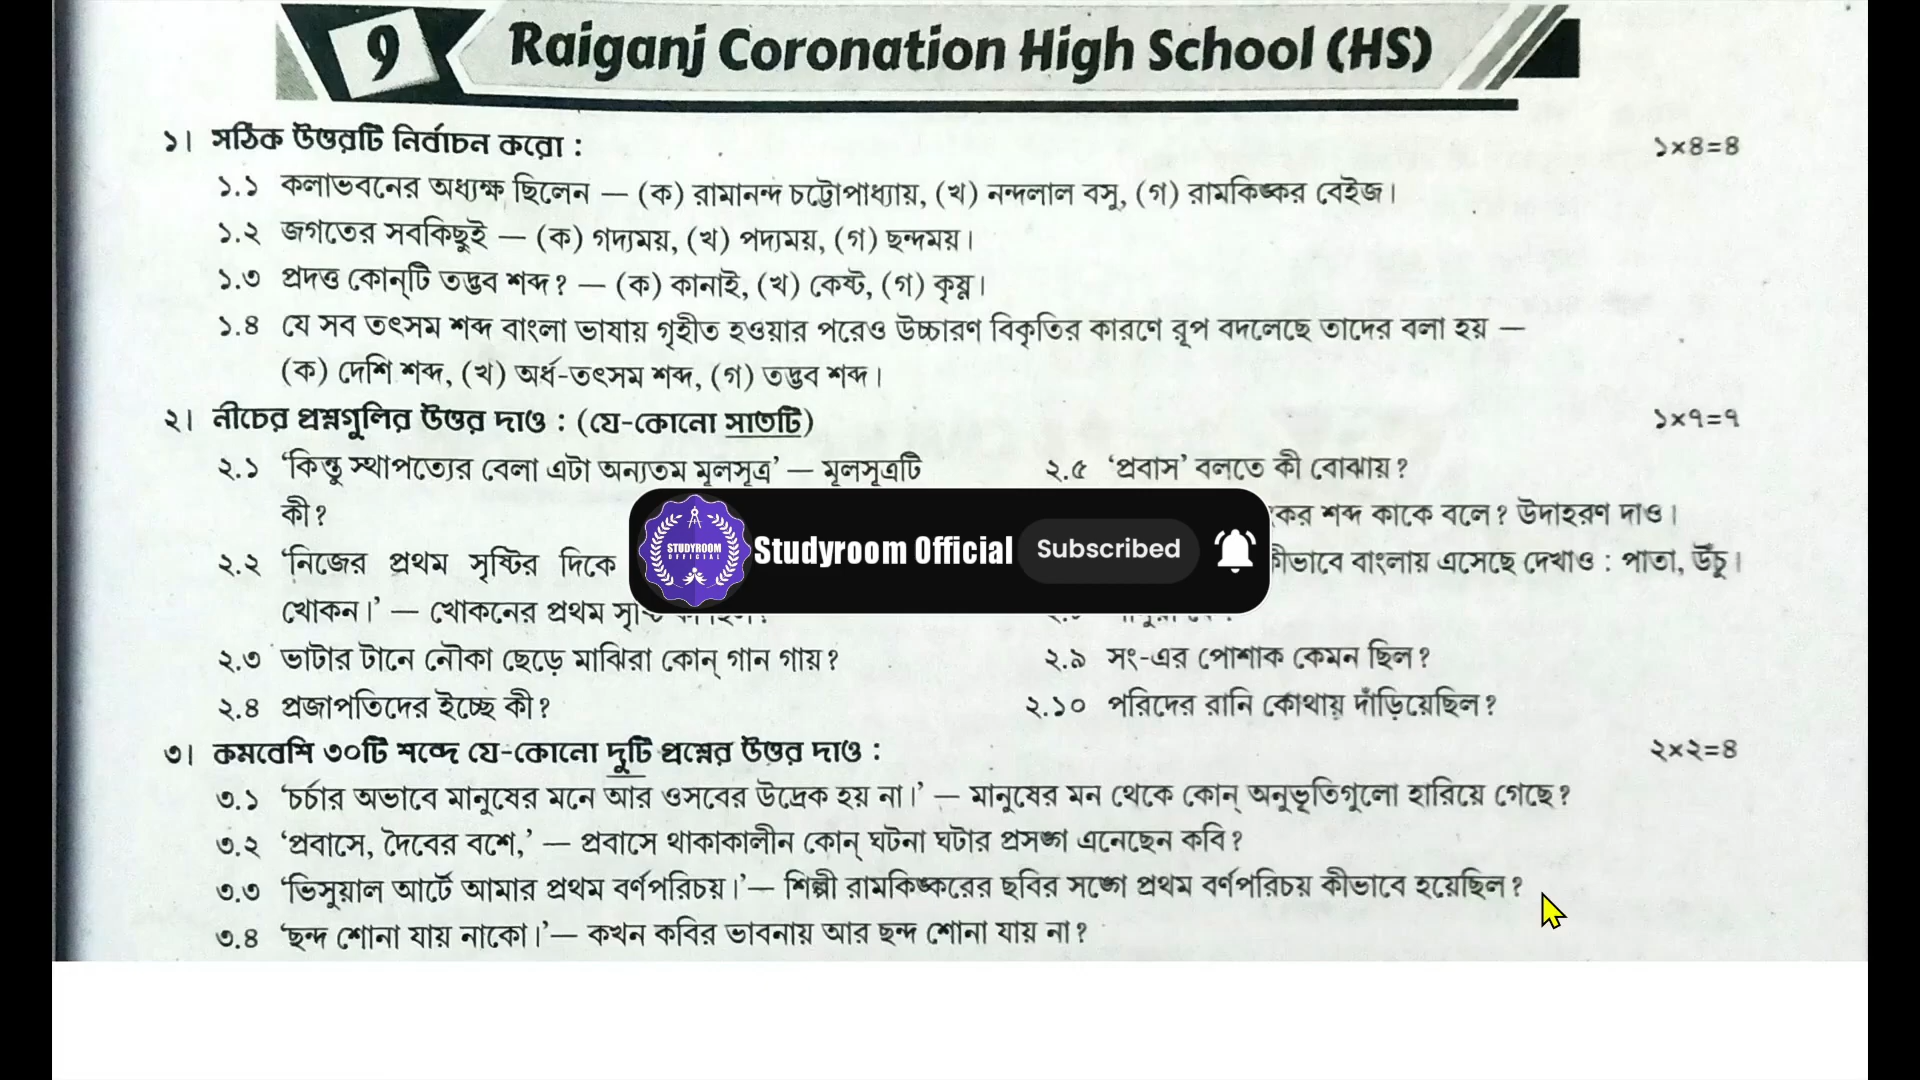 9 Raiganj Coronation High School (HS)
১। সঠিক উত্তরটি নির্বাচন করো : ১×৪=৪
১.১ কলাভবনের অধ্যক্ষ ছিলেন — (ক) রামানন্দ চট্টোপাধ্যায়, (খ) নন্দলাল বসু, (গ) রামকিঙ্কর বেইজ।
১.২ জগতের সবকিছুই — (ক) গদ্যময়, (খ) পদ্যময়, (গ) ছন্দময়।
১.৩ প্রদত্ত কোন্‌টি তদ্ভব শব্দ? — (ক) কানাই, (খ) কেষ্ট, (গ) কৃষ্ণ।
১.৪ যে সব তৎসম শব্দ বাংলা ভাষায় গৃহীত হওয়ার পরেও উচ্চারণ বিকৃতির কারণে রূপ বদলেছে তাদের বলা হয় —
(ক) দেশি শব্দ, (খ) অর্ধ-তৎসম শব্দ, (গ) তদ্ভব শব্দ।
২। নীচের প্রশ্নগুলির উত্তর দাও : (যে-কোনো সাতটি) ১×৭=৭
২.১ ‘কিন্তু স্থাপত্যের বেলা এটা অন্যতম মূলসূত্র’ — মূলসূত্রটি
কী?
২.২ ‘নিজের প্রথম সৃষ্টির দিকে
খোকন।’ — খোকনের প্রথম
২.৩ ভাটার টানে নৌকা ছেড়ে মাঝিরা কোন্ গান গায়?
২.৪ প্রজাপতিদের ইচ্ছে কী?
২.৫ ‘প্রবাস’ বলতে কী বোঝায়?
শব্দ কাকে বলে? উদাহরণ দাও।
বাংলায় এসেছে দেখাও : পাতা, উঁচু।
২.৯ সং-এর পোশাক কেমন ছিল?
২.১০ পরিদের রানি কোথায় দাঁড়িয়েছিল?
STUDYROOM
OFFICIAL
Studyroom Official Subscribed
৩। কমবেশি ৩০টি শব্দে যে-কোনো দুটি প্রশ্নের উত্তর দাও : ২×২=৪
৩.১ ‘চর্চার অভাবে মানুষের মনে আর ওসবের উদ্রেক হয় না।’ — মানুষের মন থেকে কোন্ অনুভূতিগুলো হারিয়ে গেছে?
৩.২ ‘প্রবাসে, দৈবের বশে,’ — প্রবাসে থাকাকালীন কোন্ ঘটনা ঘটার প্রসঙ্গ এনেছেন কবি?
৩.৩ ‘ভিসুয়াল আর্টে আমার প্রথম বর্ণপরিচয়।’— শিল্পী রামকিঙ্করের ছবির সঙ্গে প্রথম বর্ণপরিচয় কীভাবে হয়েছিল?
৩.৪ ‘ছন্দ শোনা যায় নাকো।’— কখন কবির ভাবনায় আর ছন্দ শোনা যায় না?